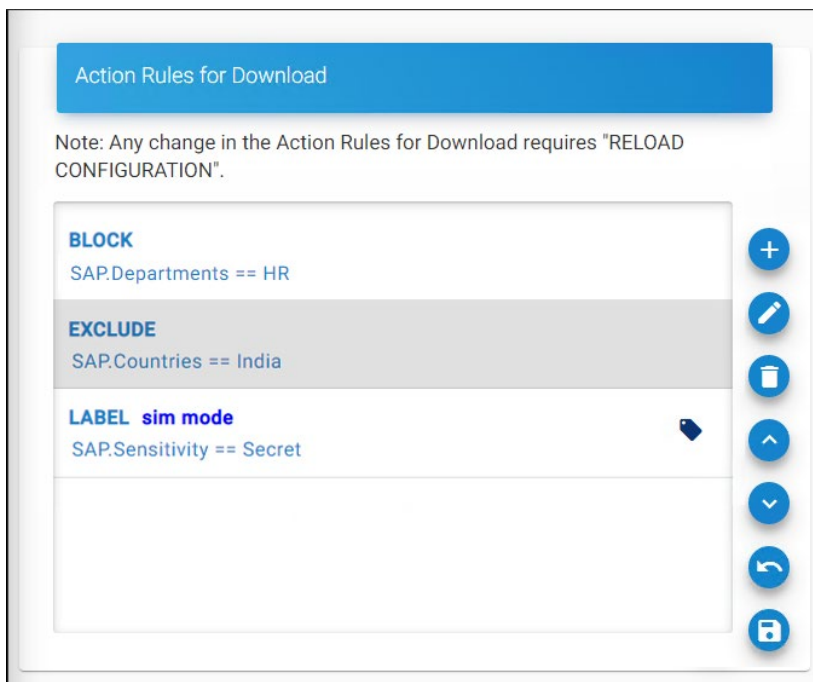 Action Rules for Download
Note: Any change in the Action Rules for Download requires "RELOAD
CONFIGURATION".
BLOCK
SAP.Departments == HR
EXCLUDE
SAP.Countries == India
LABEL sim mode
SAP.Sensitivity == Secret